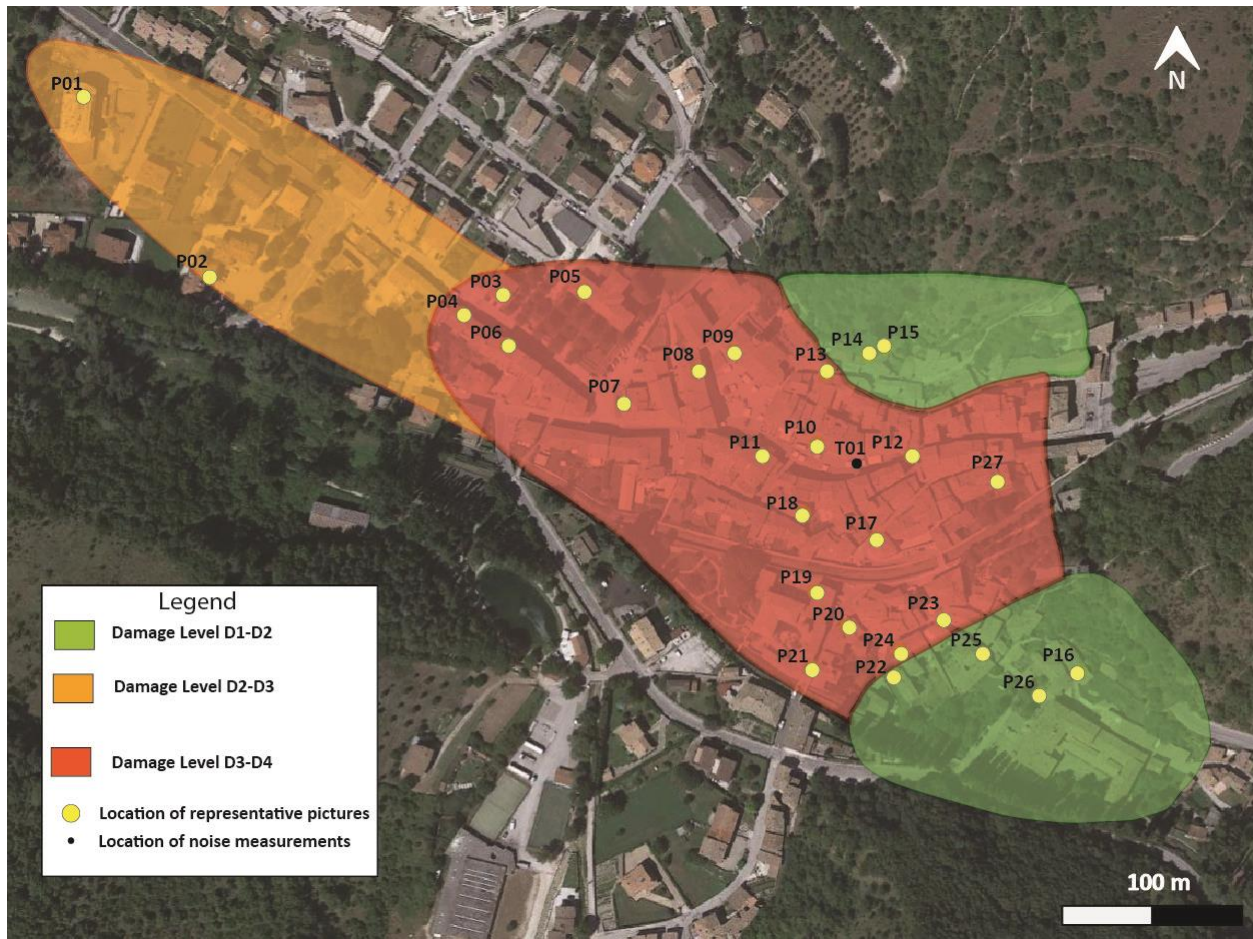 N
P01
P02
P03
P05
P04
P06
P09
P08
P13
P14
P15
P07
P10
P11
T01
P12
P27
P18
P17
P19
P20
P23
P24
P25
P21
P22
P16
P26
Legend
Damage Level D1-D2
Damage Level D2-D3
Damage Level D3-D4
Location of representative pictures
Location of noise measurements
100 m